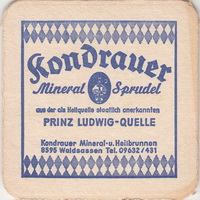 Kondrauer
Mineral Sprudel
aus der als Heilquelle staatlich anerkannten
PRINZ LUDWIG-QUELLE
Kondrauer Mineral-u. Heilbrunnen
8595 Waldsassen Tel. 09632/431